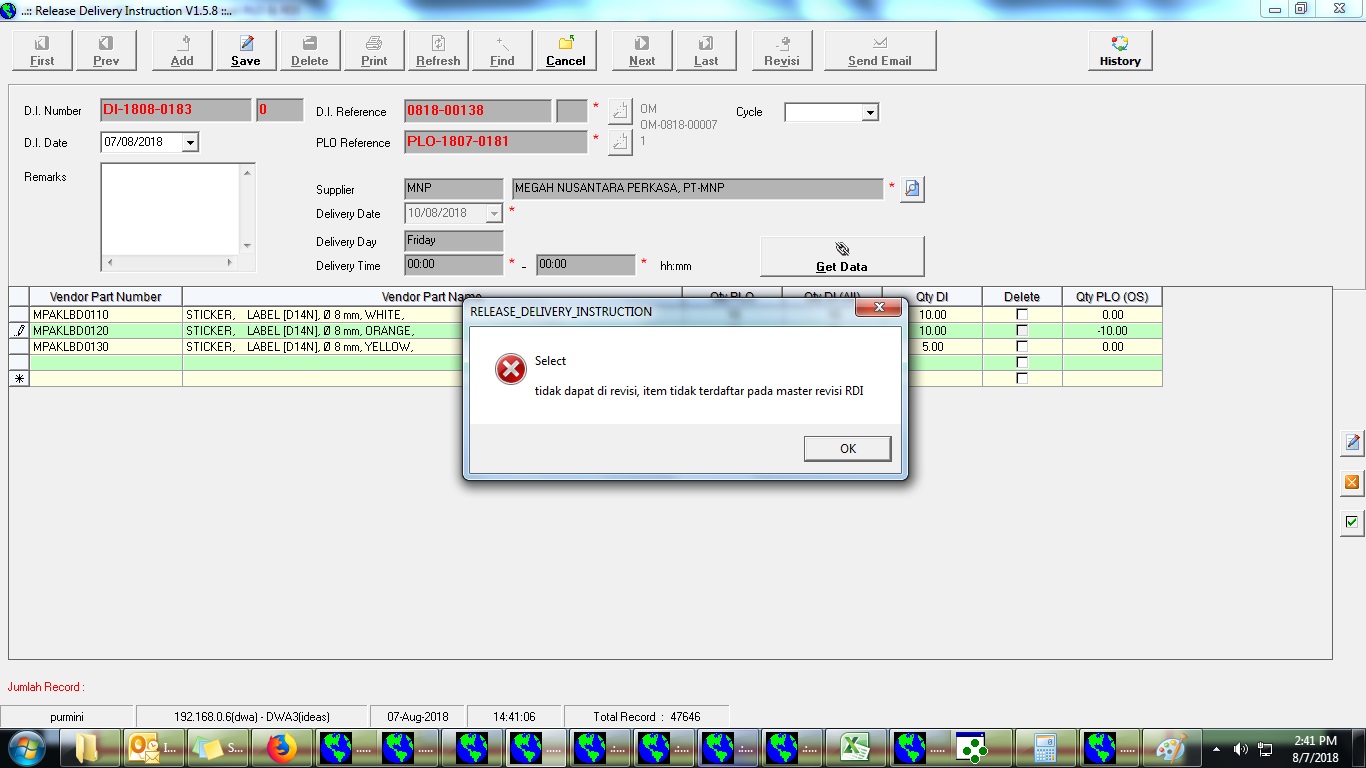 ..:: Release Delivery Instruction V1.5.8 ::..
First Prev Add Save Delete Print Refresh Find Cancel Next Last Revisi Send Email History
D.I. Number DI-1808-0183 0 D.I. Reference 0818-00138 * OM Cycle
OM-0818-00007
D.I. Date 07/08/2018 PLO Reference PLO-1807-0181 * 1
Remarks
Supplier MNP MEGAH NUSANTARA PERKASA, PT-MNP *
Delivery Date 10/08/2018 *
Delivery Day Friday
Delivery Time 00:00 * - 00:00 * hh:mm Get Data
Vendor Part Number Vendor Part Name Qty PLO Qty DI (All) Qty DI Delete Qty PLO (OS)
MPAKLBD0110 STICKER, LABEL [D14N], Ø 8 mm, WHITE, 10.00 0.00
MPAKLBD0120 STICKER, LABEL [D14N], Ø 8 mm, ORANGE, 10.00 -10.00
MPAKLBD0130 STICKER, LABEL [D14N], Ø 8 mm, YELLOW, 5.00 0.00
RELEASE_DELIVERY_INSTRUCTION
Select
tidak dapat di revisi, item tidak terdaftar pada master revisi RDI
OK
Jumlah Record :
purmini 192.168.0.6(dwa) - DWA3(ideas) 07-Aug-2018 14:41:06 Total Record : 47646
I... S... ..... ..... .:... .:... .:... .:... ..... .....
2:41 PM
8/7/2018